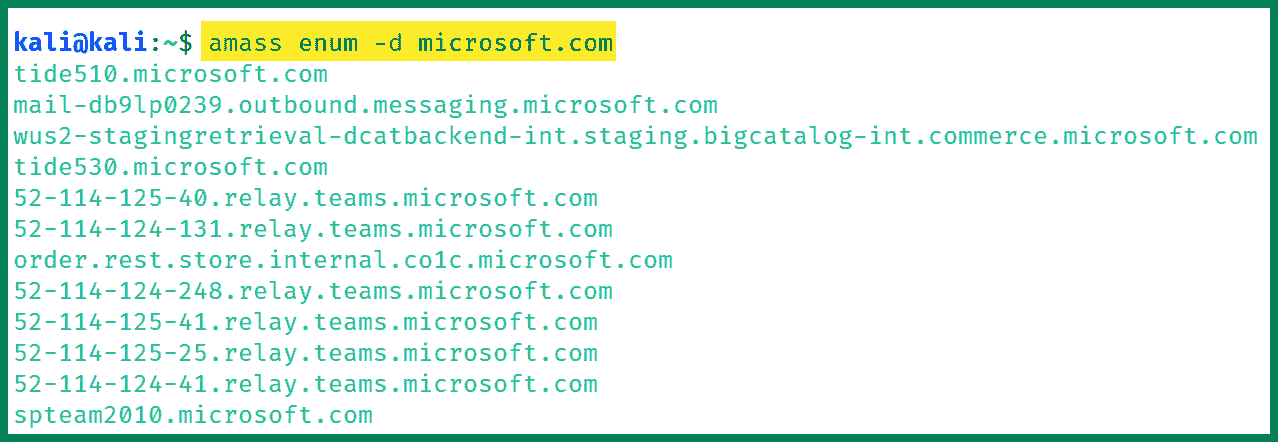 kali@kali:~$ amass enum -d microsoft.com
tide510.microsoft.com
mail-db9lp0239.outbound.messaging.microsoft.com
wus2-stagingretrieval-dcatbackend-int.staging.bigcatalog-int.commerce.microsoft.com
tide530.microsoft.com
52-114-125-40.relay.teams.microsoft.com
52-114-124-131.relay.teams.microsoft.com
order.rest.store.internal.co1c.microsoft.com
52-114-124-248.relay.teams.microsoft.com
52-114-125-41.relay.teams.microsoft.com
52-114-125-25.relay.teams.microsoft.com
52-114-124-41.relay.teams.microsoft.com
spteam2010.microsoft.com